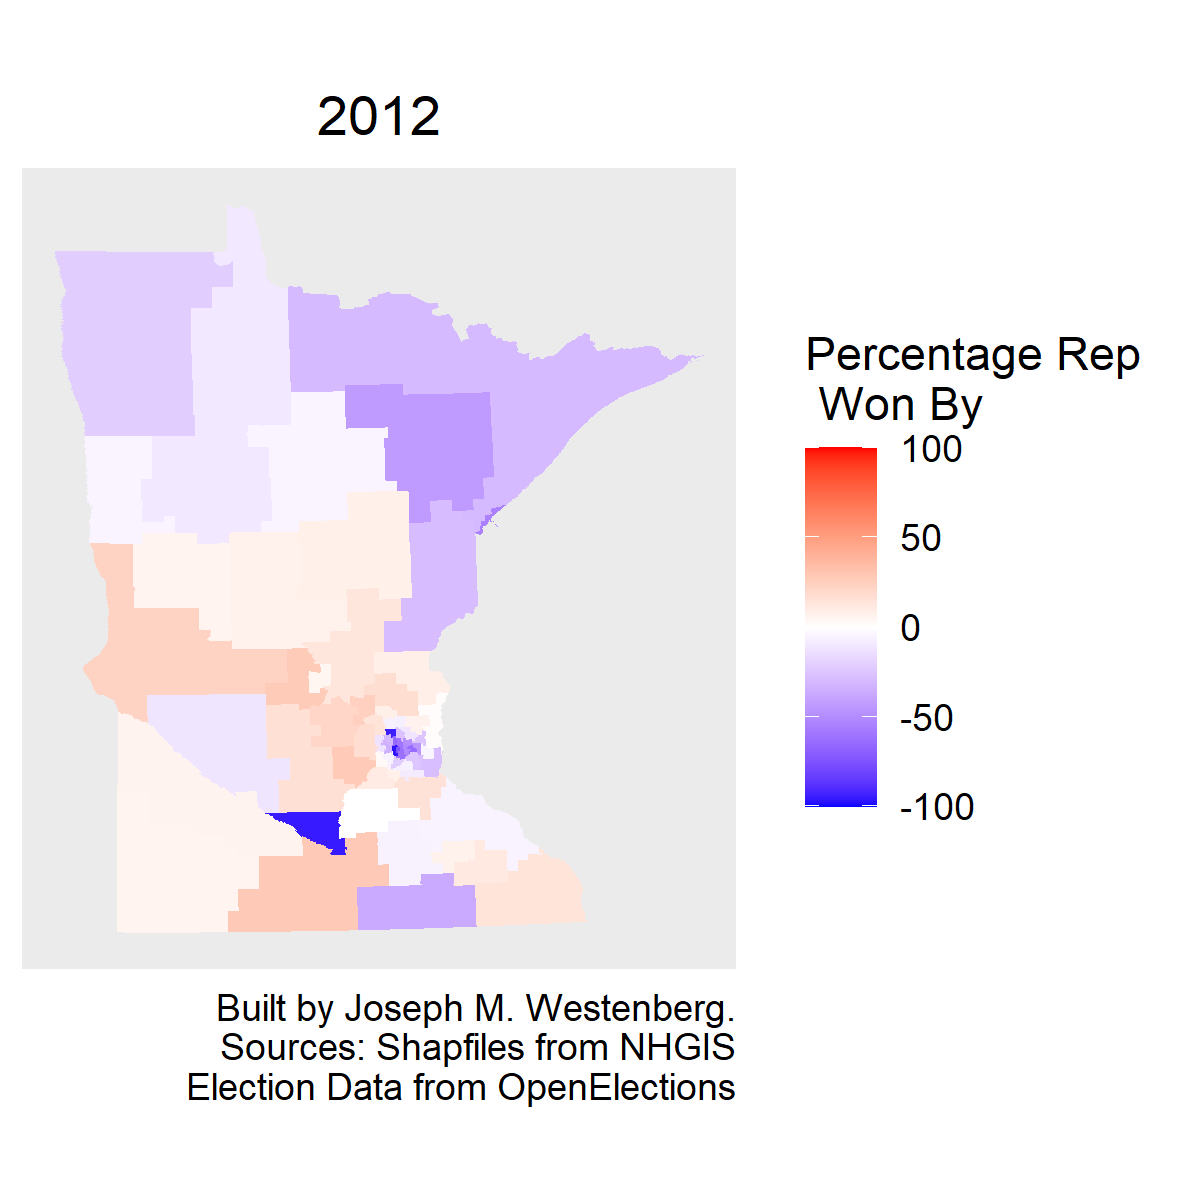 2012
Percentage Rep
Won By
100
50
0
-50
-100
Built by Joseph M. Westenberg.
Sources: Shapfiles from NHGIS
Election Data from OpenElections